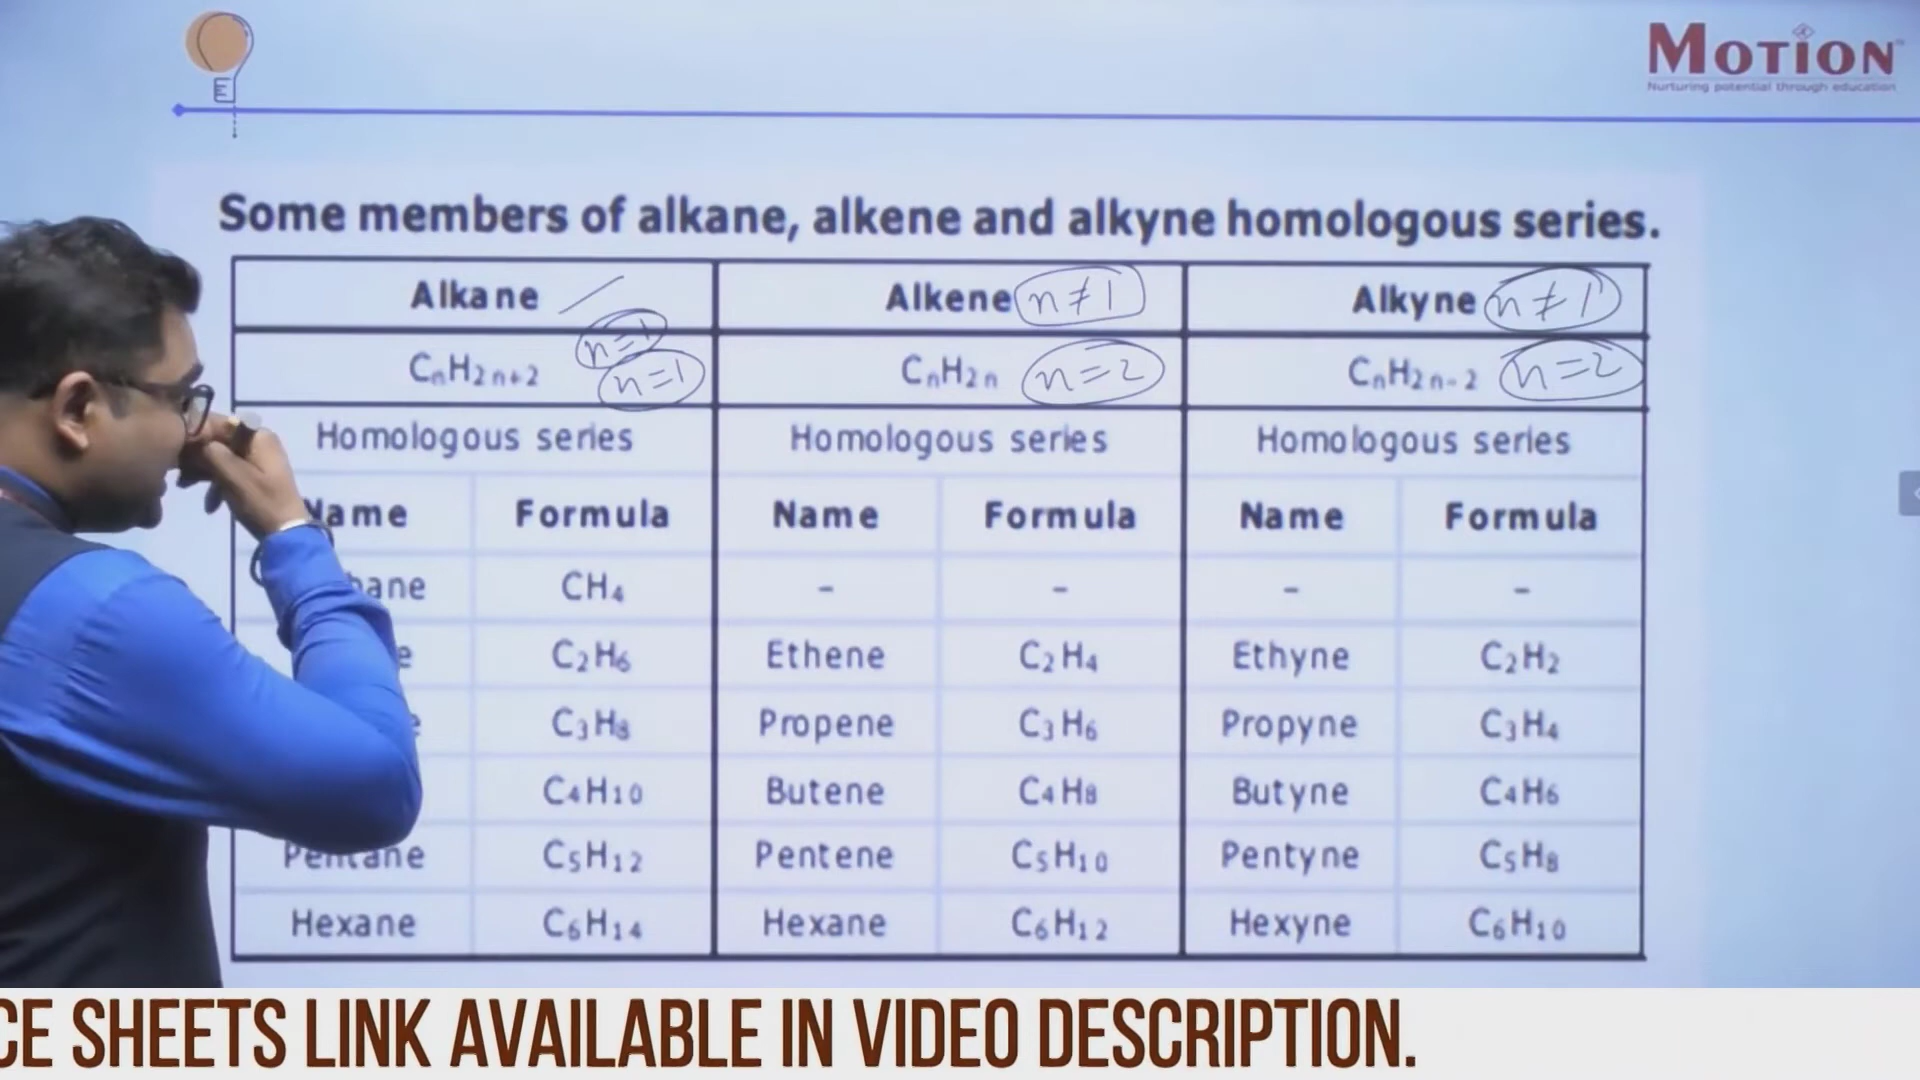 MOTION
Nurturing potential through education
Some members of alkane, alkene and alkyne homologous series.
Alkane Alkene n≠1 Alkyne n≠1
CₙH₂ₙ₊₂ n=1 n=1 CₙH₂ₙ n=2 CₙH₂ₙ₋₂ n=2
Homologous series Homologous series Homologous series
Name Formula Name Formula Name Formula
CH₄ - - - -
C₂H₆ Ethene C₂H₄ Ethyne C₂H₂
C₃H₈ Propene C₃H₆ Propyne C₃H₄
C₄H₁₀ Butene C₄H₈ Butyne C₄H₆
Pentane C₅H₁₂ Pentene C₅H₁₀ Pentyne C₅H₈
Hexane C₆H₁₄ Hexane C₆H₁₂ Hexyne C₆H₁₀
CE SHEETS LINK AVAILABLE IN VIDEO DESCRIPTION.